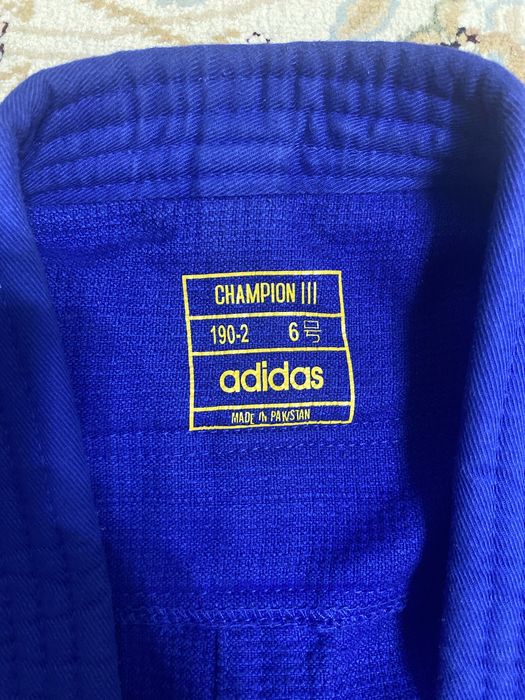 CHAMPION III
190-2 6号
adidas
MADE IN PAKISTAN